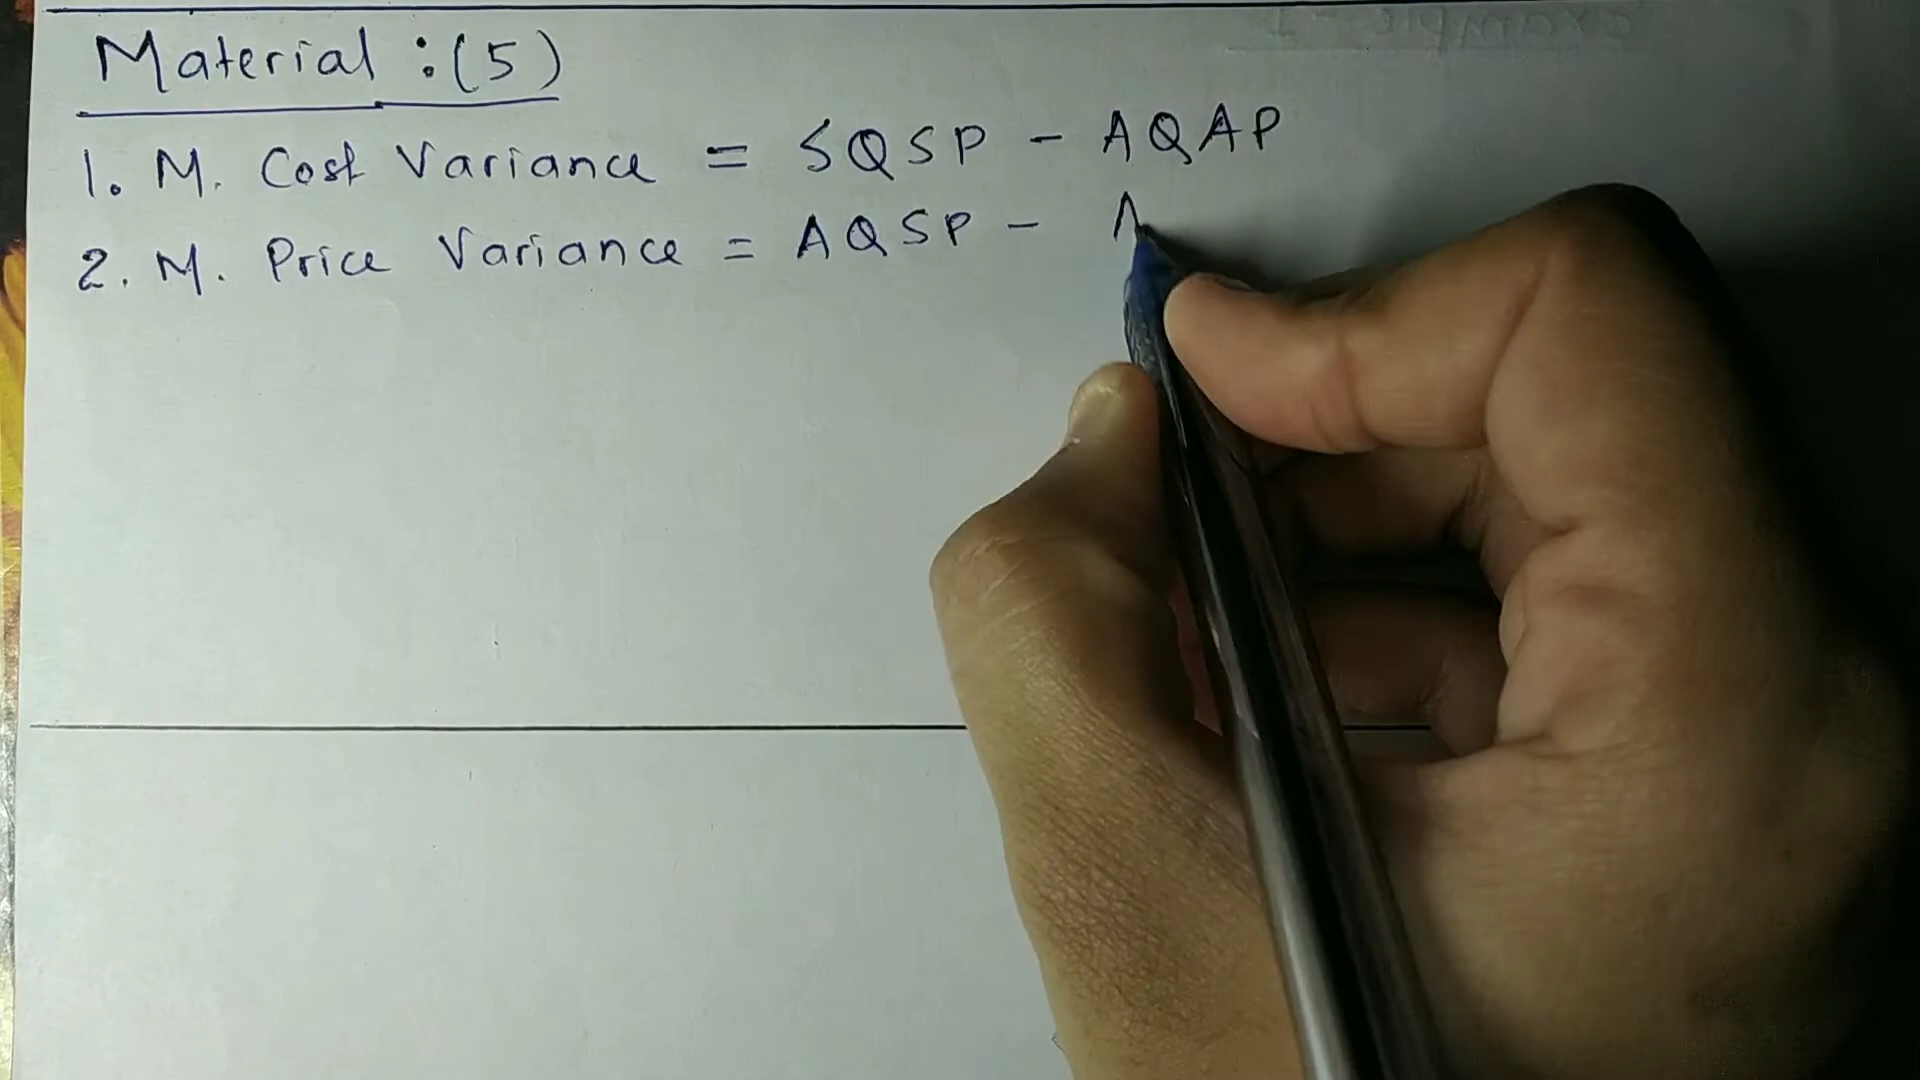 Material : (5)
1. M. Cost Variance = SQSP - AQAP
2. M. Price Variance = AQSP - A